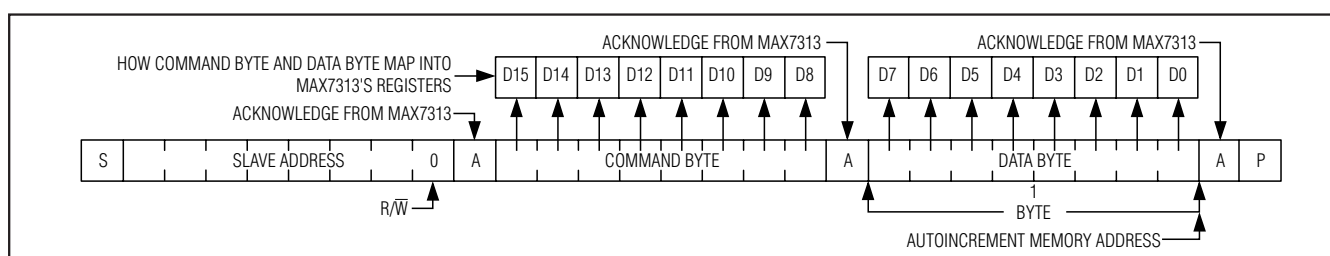 ACKNOWLEDGE FROM MAX7313
ACKNOWLEDGE FROM MAX7313
HOW COMMAND BYTE AND DATA BYTE MAP INTO
MAX7313'S REGISTERS
D15 D14 D13 D12 D11 D10 D9 D8
D7 D6 D5 D4 D3 D2 D1 D0
ACKNOWLEDGE FROM MAX7313
S SLAVE ADDRESS 0 A COMMAND BYTE A DATA BYTE A P
R/W̅
1
BYTE
AUTOINCREMENT MEMORY ADDRESS